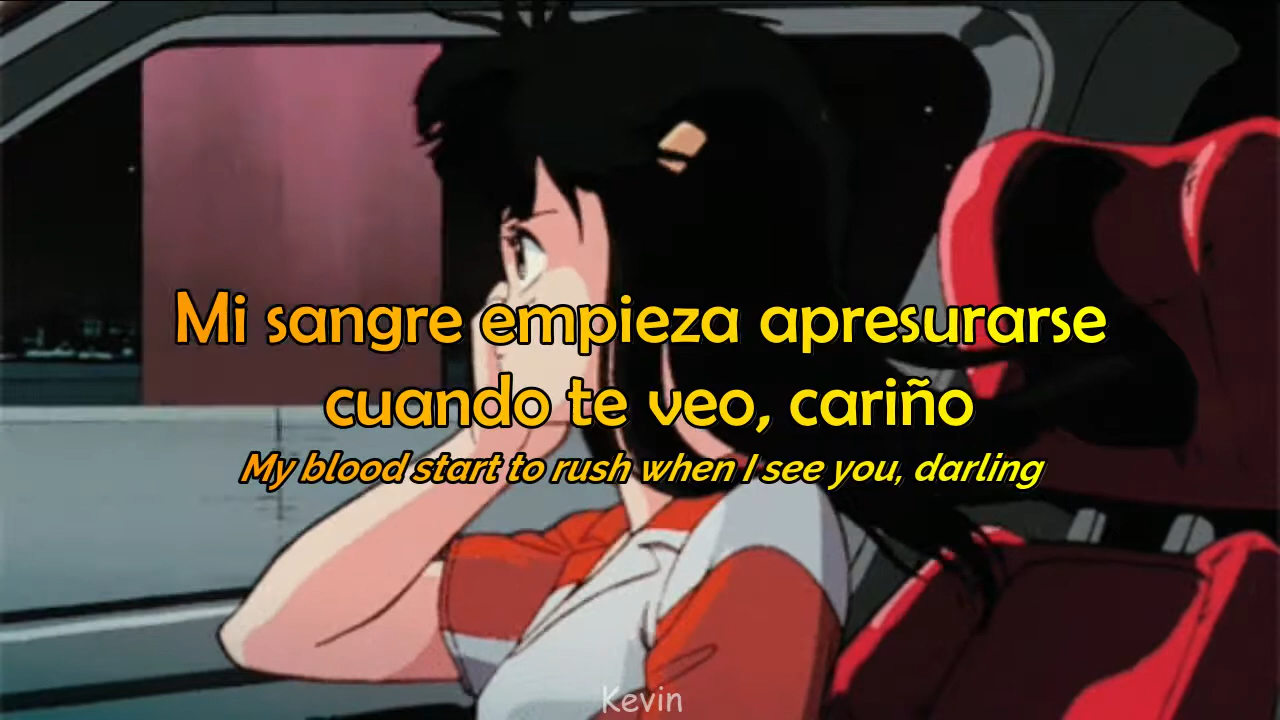 Mi sangre empieza apresurarse
cuando te veo, cariño
My blood start to rush when I see you, darling
Kevin